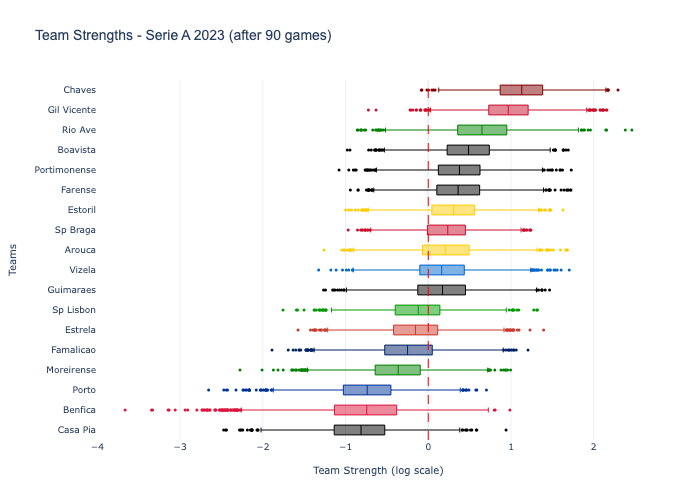 Team Strengths - Serie A 2023 (after 90 games)
Chaves
Gil Vicente
Rio Ave
Boavista
Portimonense
Farense
Estoril
Sp Braga
Arouca
Vizela
Guimaraes
Sp Lisbon
Estrela
Famalicao
Moreirense
Porto
Benfica
Casa Pia
Teams
−4 −3 −2 −1 0 1 2
Team Strength (log scale)